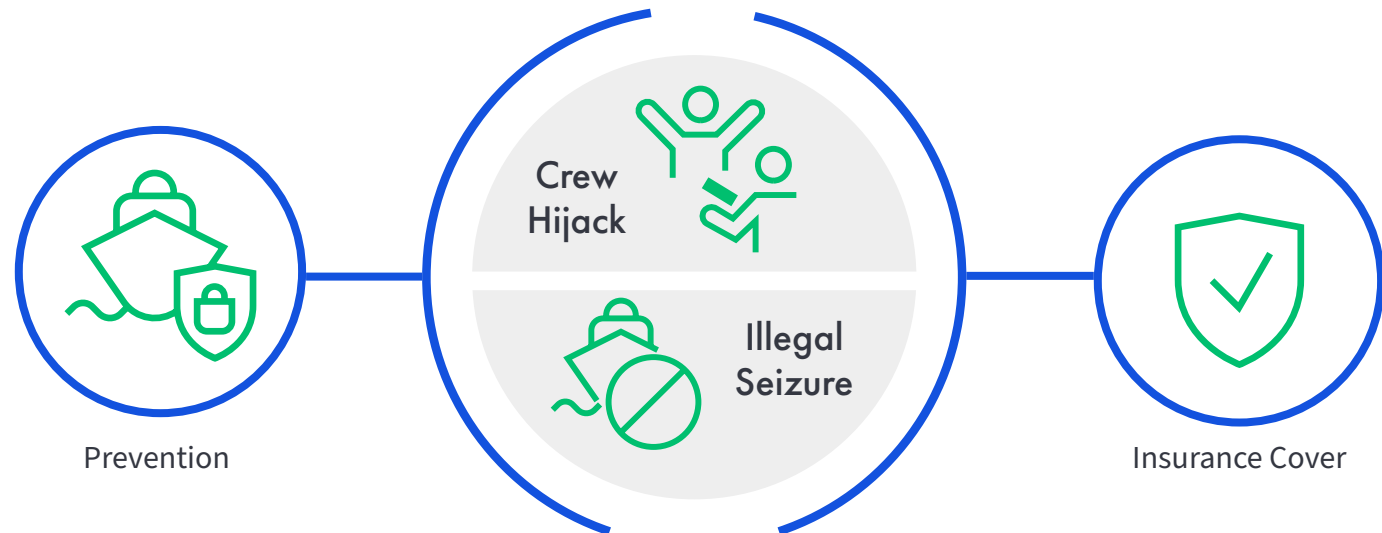 Crew
Hijack
Illegal
Seizure
Prevention
Insurance Cover